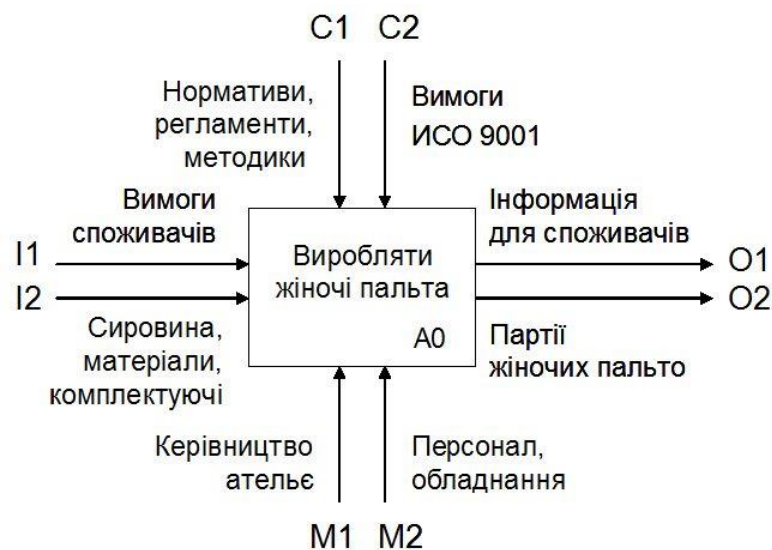 C1 C2
Нормативи,
регламенти,
методики
Вимоги
ИСО 9001
Вимоги
споживачів
Інформація
для споживачів
I1
I2
Виробляти
жіночі пальта
A0
O1
O2
Сировина,
матеріали,
комплектуючі
Партії
жіночих пальто
Керівництво
ательє
Персонал,
обладнання
M1 M2